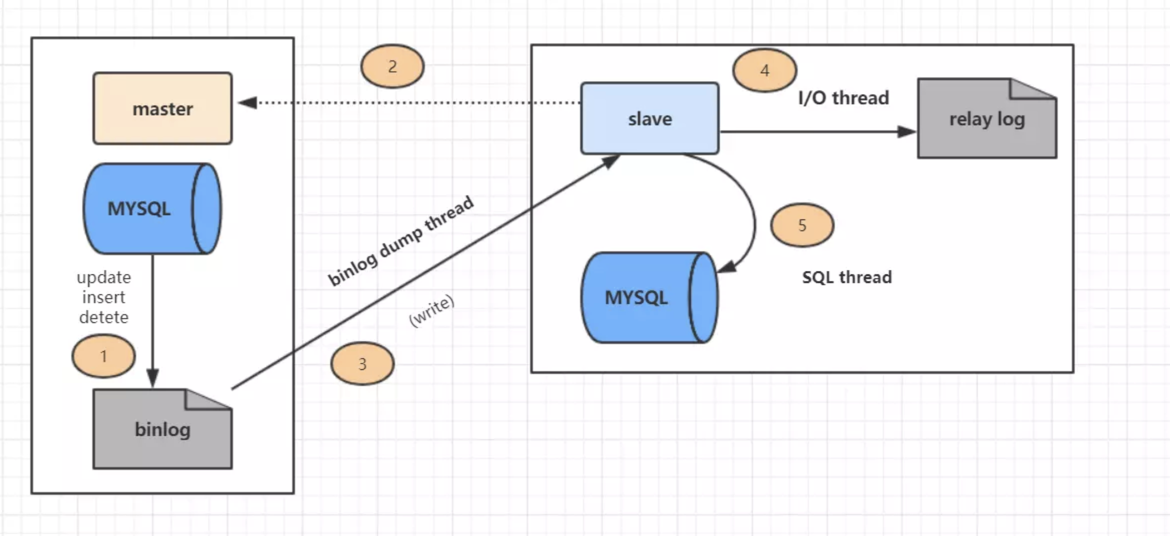 master
MYSQL
update
insert
detete
1
binlog
2
binlog dump thread
(write)
3
slave
4
I/O thread
relay log
5
SQL thread
MYSQL